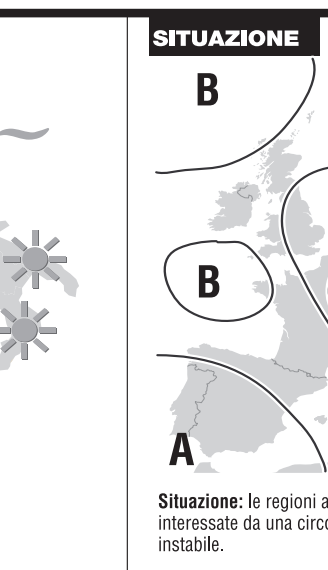 SITUAZIONE
B
B
A
Situazione: le regioni a
interessate da una circo
instabile.